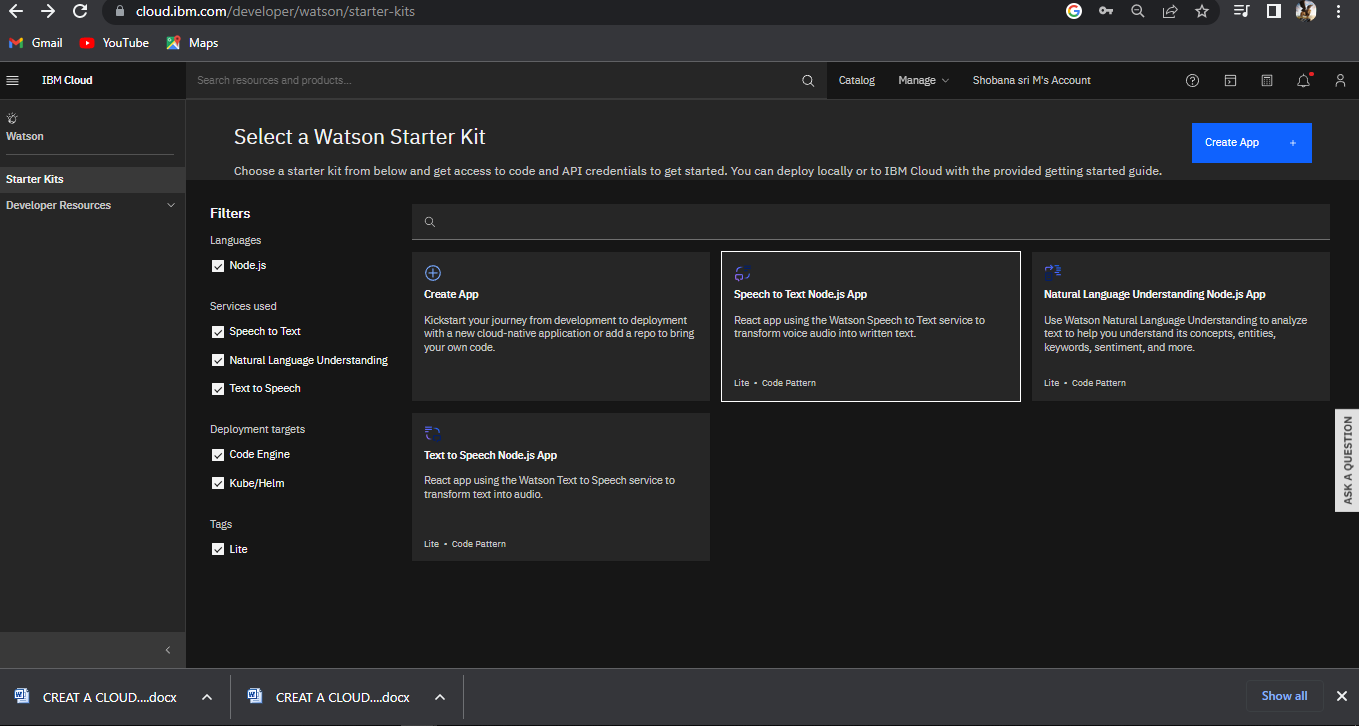 cloud.ibm.com/developer/watson/starter-kits
Gmail
YouTube
Maps
IBM Cloud
Search resources and products...
Catalog
Manage
Shobana sri M's Account
Watson
Starter Kits
Developer Resources
Select a Watson Starter Kit
Choose a starter kit from below and get access to code and API credentials to get started. You can deploy locally or to IBM Cloud with the provided getting started guide.
Create App +
Filters
Languages
Node.js
Services used
Speech to Text
Natural Language Understanding
Text to Speech
Deployment targets
Code Engine
Kube/Helm
Tags
Lite
Create App
Kickstart your journey from development to deployment
with a new cloud-native application or add a repo to bring
your own code.
Speech to Text Node.js App
React app using the Watson Speech to Text service to
transform voice audio into written text.
Lite • Code Pattern
Natural Language Understanding Node.js App
Use Watson Natural Language Understanding to analyze
text to help you understand its concepts, entities,
keywords, sentiment, and more.
Lite • Code Pattern
Text to Speech Node.js App
React app using the Watson Text to Speech service to
transform text into audio.
Lite • Code Pattern
ASK A QUESTION
CREAT A CLOUD....docx
CREAT A CLOUD....docx
Show all